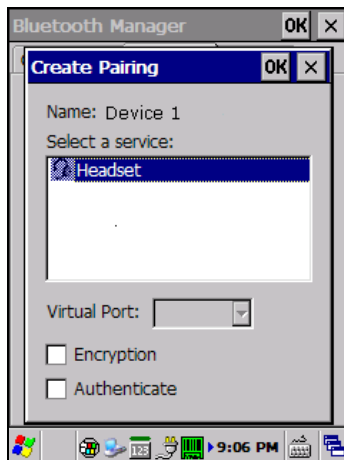 Bluetooth Manager OK
Create Pairing OK
Name: Device 1
Select a service:
Headset
Virtual Port:
Encryption
Authenticate
123 9:06 PM